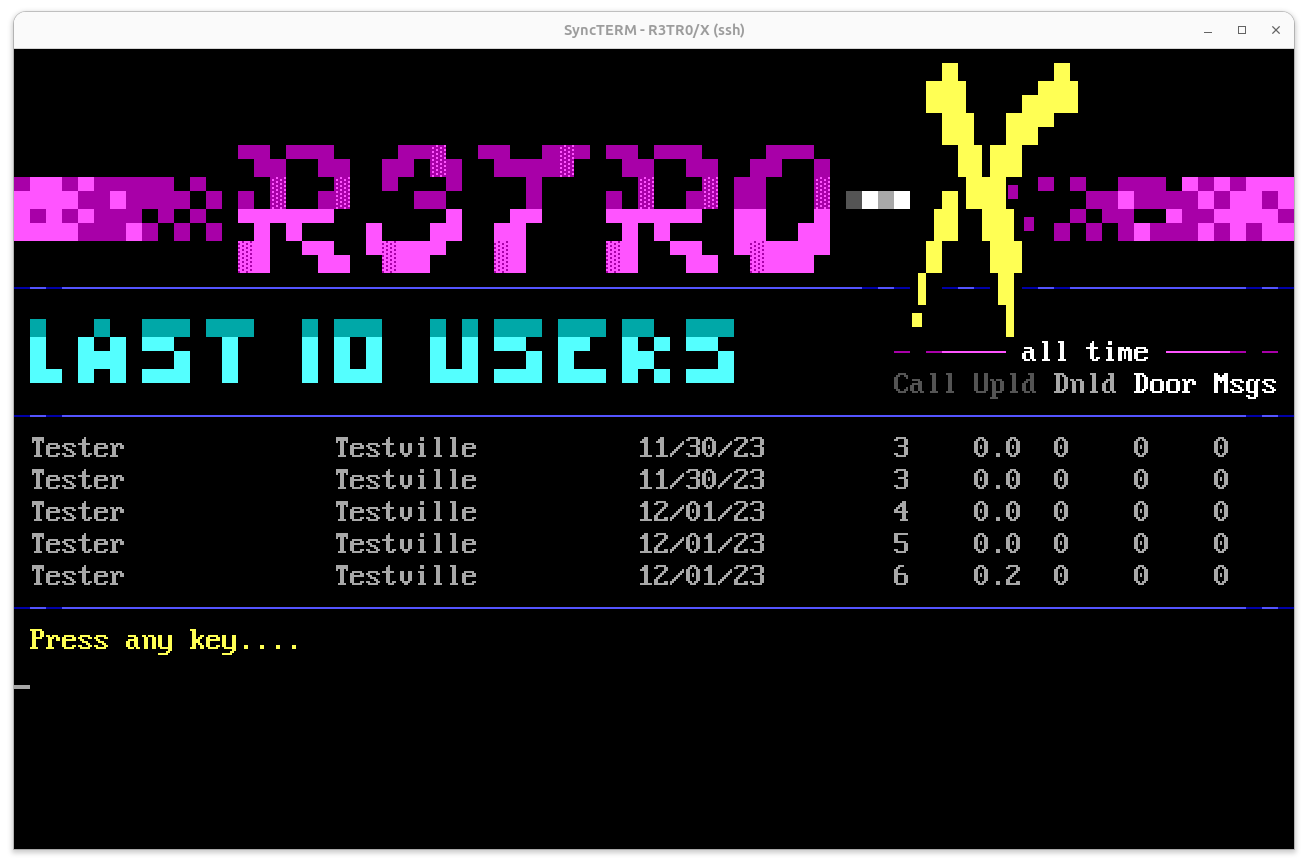 SyncTERM - R3TR0/X (ssh)
R3TRO-X
LAST 10 USERS
all time
Call Upld Dnld Door Msgs
Tester Testville 11/30/23 3 0.0 0 0 0
Tester Testville 11/30/23 3 0.0 0 0 0
Tester Testville 12/01/23 4 0.0 0 0 0
Tester Testville 12/01/23 5 0.0 0 0 0
Tester Testville 12/01/23 6 0.2 0 0 0
Press any key....